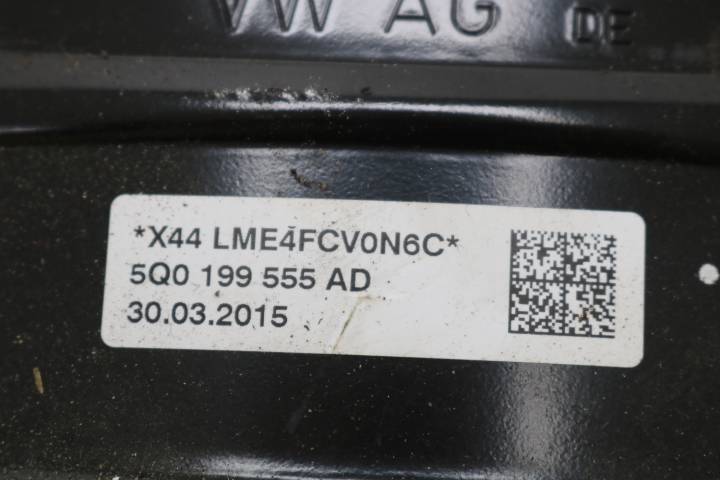 VW AG DE
*X44 LME4FCV0N6C*
5Q0 199 555 AD
30.03.2015